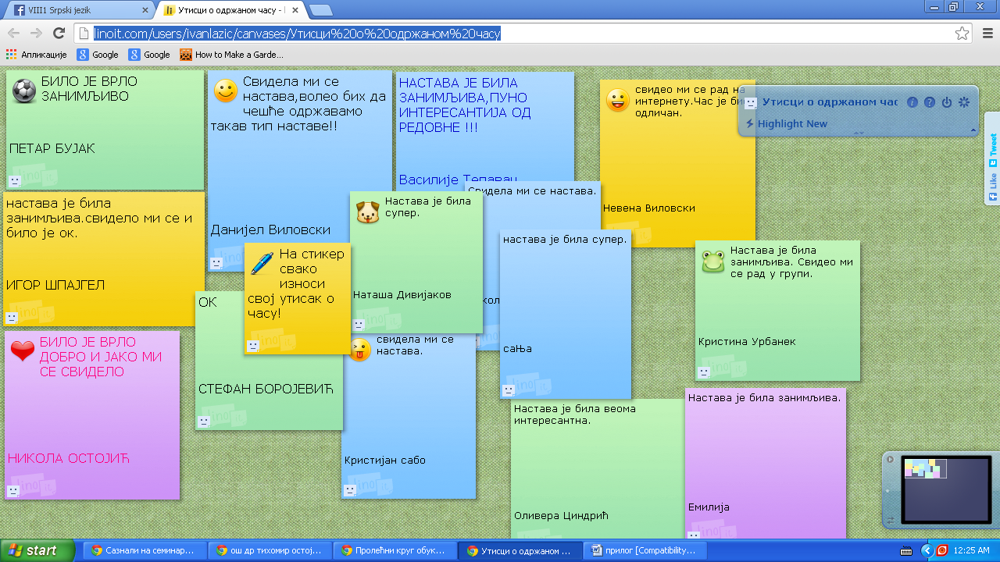 VIII1 Srpski jezik
Утисци о одржаном часу -
linoit.com/users/ivanlazic/canvases/Утисци%20о%20одржаном%20часу
Апликације
Google
Google
How to Make a Garde...
БИЛО ЈЕ ВРЛО
ЗАНИМЉИВО
ПЕТАР БУЈАК
Свидела ми се
настава,волео бих да
чешће одржавамо
такав тип наставе!!
Данијел Виловски
НАСТАВА ЈЕ БИЛА
ЗАНИМЉИВА,ПУНО
ИНТЕРЕСАНТИЈА ОД
РЕДОВНЕ !!!
Василије Тепавац
свидео ми се рад на
интернету.Час је би
одличан.
Невена Виловски
Утисци о одржаном час
Highlight New
Tweet
Like
настава је била
занимљива.свидело ми се и
било је ок.
ИГОР ШПАЈГЕЛ
На стикер
свако
износи
свој утисак о
часу!
Настава је била
супер.
Наташа Дивијаков
Свидела ми се настава.
настава је била супер.
саЊа
Настава је била
занимљива. Свидео ми
се рад у групи.
Кристина Урбанек
БИЛО ЈЕ ВРЛО
ДОБРО И ЈАКО МИ
СЕ СВИДЕЛО
НИКОЛА ОСТОЈИЋ
ОК
СТЕФАН БОРОЈЕВИЋ
свидела ми се
настава.
Кристијан сабо
Настава је била веома
интересантна.
Оливера Циндрић
Настава је била занимљива.
Емилија
start
Сазнали на семинар...
ош др тихомир остој...
Пролећни круг обук...
Утисци о одржаном ...
прилог [Compatibility...
12:25 AM